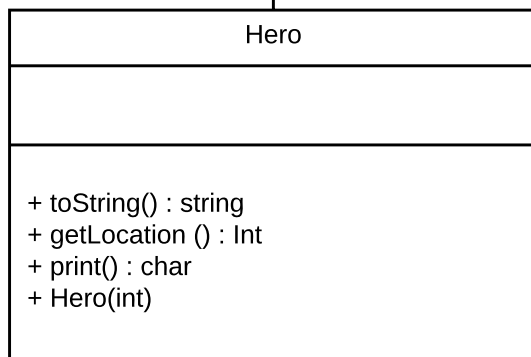 Hero
+ toString() : string
+ getLocation () : Int
+ print() : char
+ Hero(int)